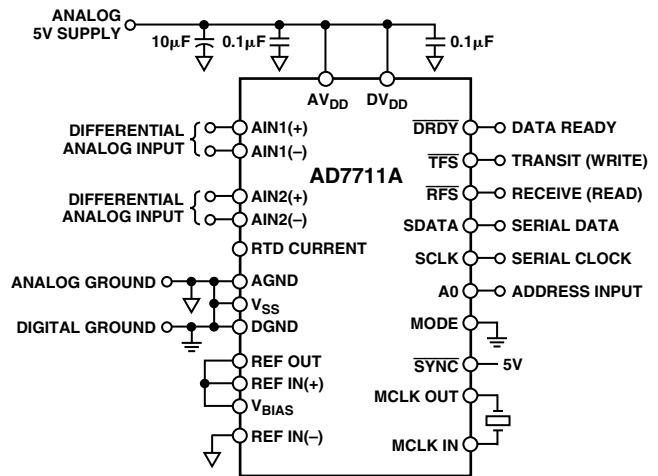 ANALOG
5V SUPPLY
10μF
0.1μF
0.1μF
AVDD
DVDD
AD7711A
DIFFERENTIAL
ANALOG INPUT
AIN1(+)
AIN1(–)
DIFFERENTIAL
ANALOG INPUT
AIN2(+)
AIN2(–)
RTD CURRENT
ANALOG GROUND
AGND
VSS
DIGITAL GROUND
DGND
REF OUT
REF IN(+)
VBIAS
REF IN(–)
DRDY
DATA READY
TFS
TRANSIT (WRITE)
RFS
RECEIVE (READ)
SDATA
SERIAL DATA
SCLK
SERIAL CLOCK
A0
ADDRESS INPUT
MODE
SYNC
5V
MCLK OUT
MCLK IN